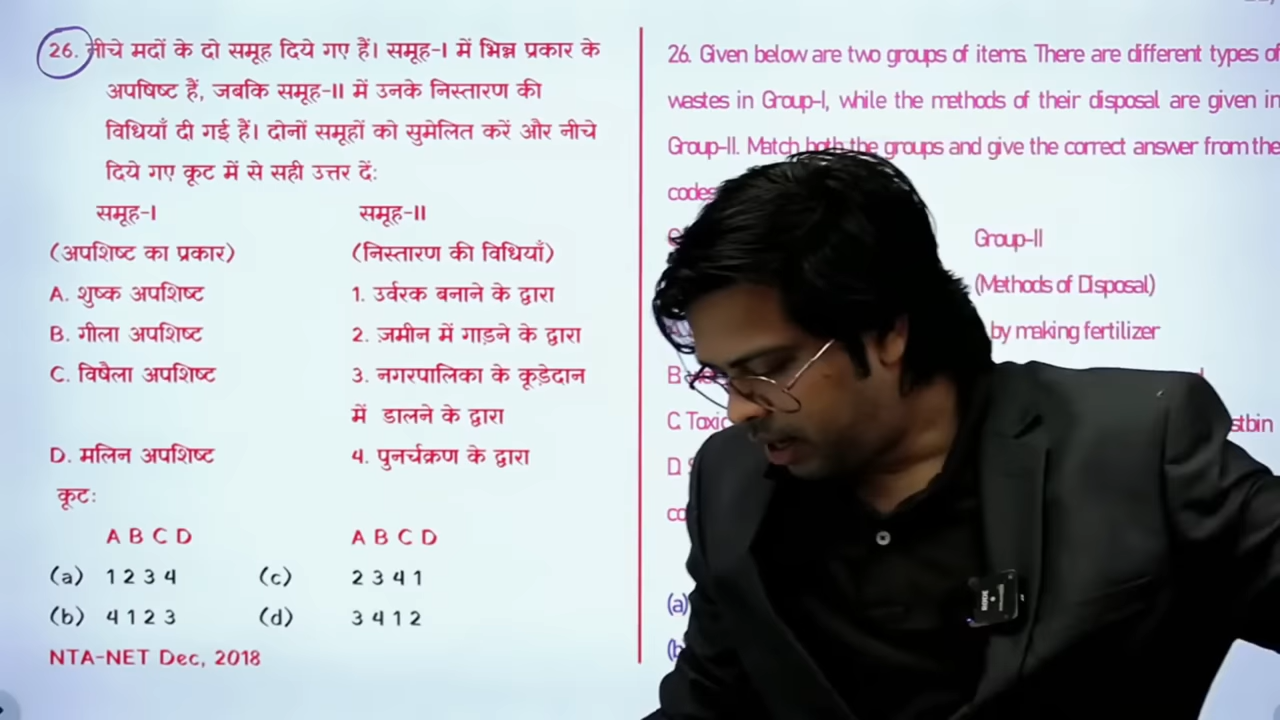 26. नीचे मदों के दो समूह दिये गए हैं। समूह-I में भिन्न प्रकार के
अपषिष्ट हैं, जबकि समूह-II में उनके निस्तारण की
विधियाँ दी गई हैं। दोनों समूहों को सुमेलित करें और नीचे
दिये गए कूट में से सही उत्तर दें:
समूह-I समूह-II
(अपशिष्ट का प्रकार) (निस्तारण की विधियाँ)
A. शुष्क अपशिष्ट 1. उर्वरक बनाने के द्वारा
B. गीला अपशिष्ट 2. ज़मीन में गाड़ने के द्वारा
C. विषैला अपशिष्ट 3. नगरपालिका के कूड़ेदान
में डालने के द्वारा
D. मलिन अपशिष्ट 4. पुनर्चक्रण के द्वारा
कूट:
A B C D A B C D
(a) 1 2 3 4 (c) 2 3 4 1
(b) 4 1 2 3 (d) 3 4 1 2
NTA-NET Dec, 2018
26. Given below are two groups of items. There are different types of
wastes in Group-I, while the methods of their disposal are given in
Group-II. Match both the groups and give the correct answer from the
codes
Group-II
(Methods of Disposal)
by making fertilizer
B
C. Toxic
D.
(a)